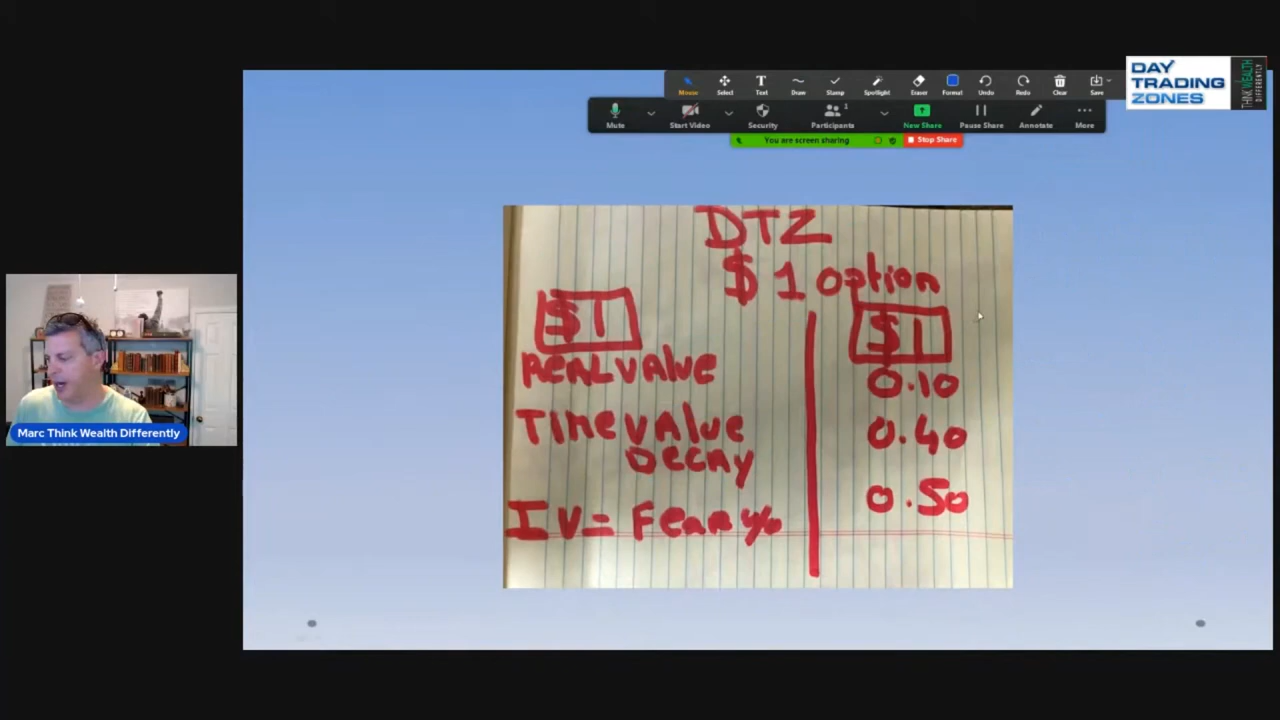 Mouse Select Text Draw Stamp Spotlight Eraser Format Undo Redo Clear Save
DAY
TRADING
ZONES
THINK WEALTH
DIFFERENTLY
Mute Start Video Security Participants 1 New Share Pause Share Annotate More
You are screen sharing Stop Share
DTZ
$1 option
$1 $1
REAL VALUE 0.10
TIME VALUE 0.40
DECAY
IV = Fear % 0.50
Marc Think Wealth Differently